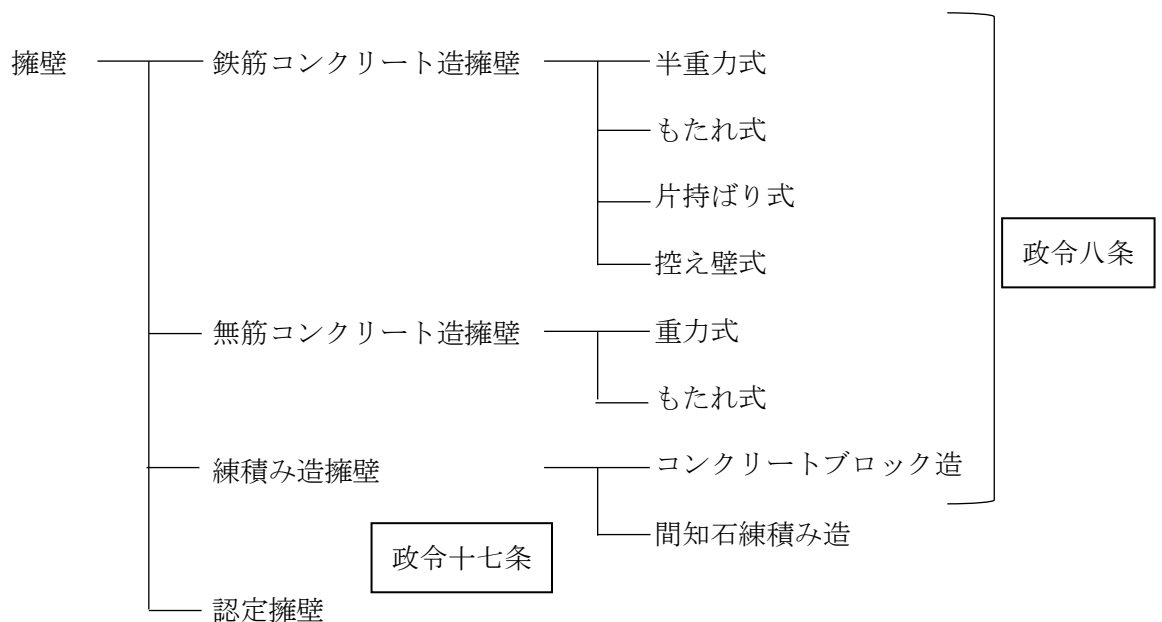 擁壁
鉄筋コンクリート造擁壁
半重力式
もたれ式
片持ばり式
控え壁式
政令八条
無筋コンクリート造擁壁
重力式
もたれ式
練積み造擁壁
コンクリートブロック造
間知石練積み造
政令十七条
認定擁壁